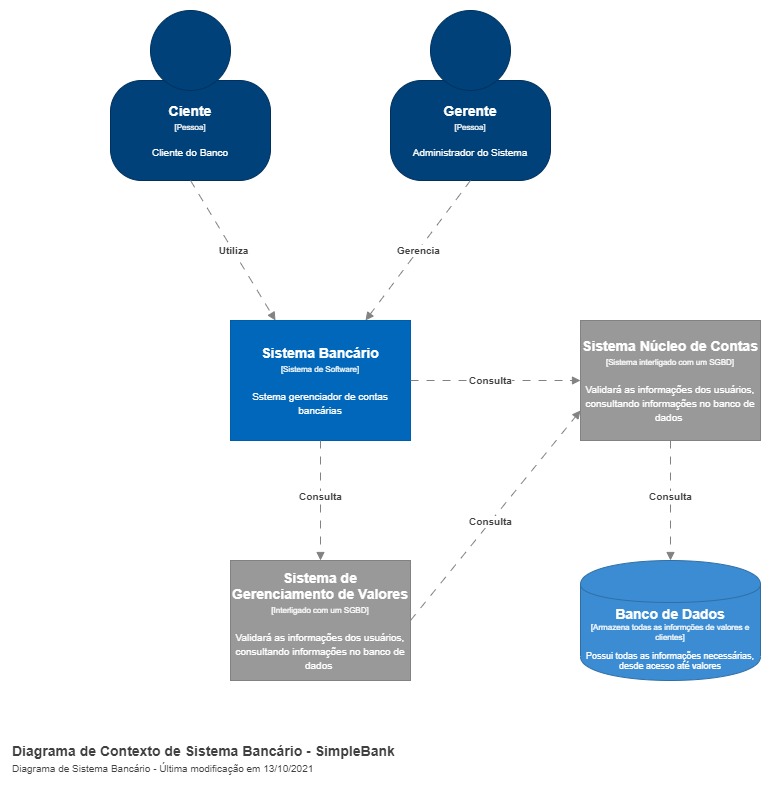 Ciente
[Pessoa]
Cliente do Banco
Gerente
[Pessoa]
Administrador do Sistema
Utiliza
Gerencia
Sistema Bancário
[Sistema de Software]
Sstema gerenciador de contas
bancárias
Consulta
Sistema Núcleo de Contas
[Sistema interligado com um SGBD]
Validará as informações dos usuários,
consultando informações no banco de
dados
Consulta
Consulta
Consulta
Sistema de
Gerenciamento de Valores
[Interligado com um SGBD]
Validará as informações dos usuários,
consultando informações no banco de
dados
Banco de Dados
[Armazena todas as informções de valores e
clientes]
Possui todas as informações necessárias,
desde acesso até valores
Diagrama de Contexto de Sistema Bancário - SimpleBank
Diagrama de Sistema Bancário - Última modificação em 13/10/2021